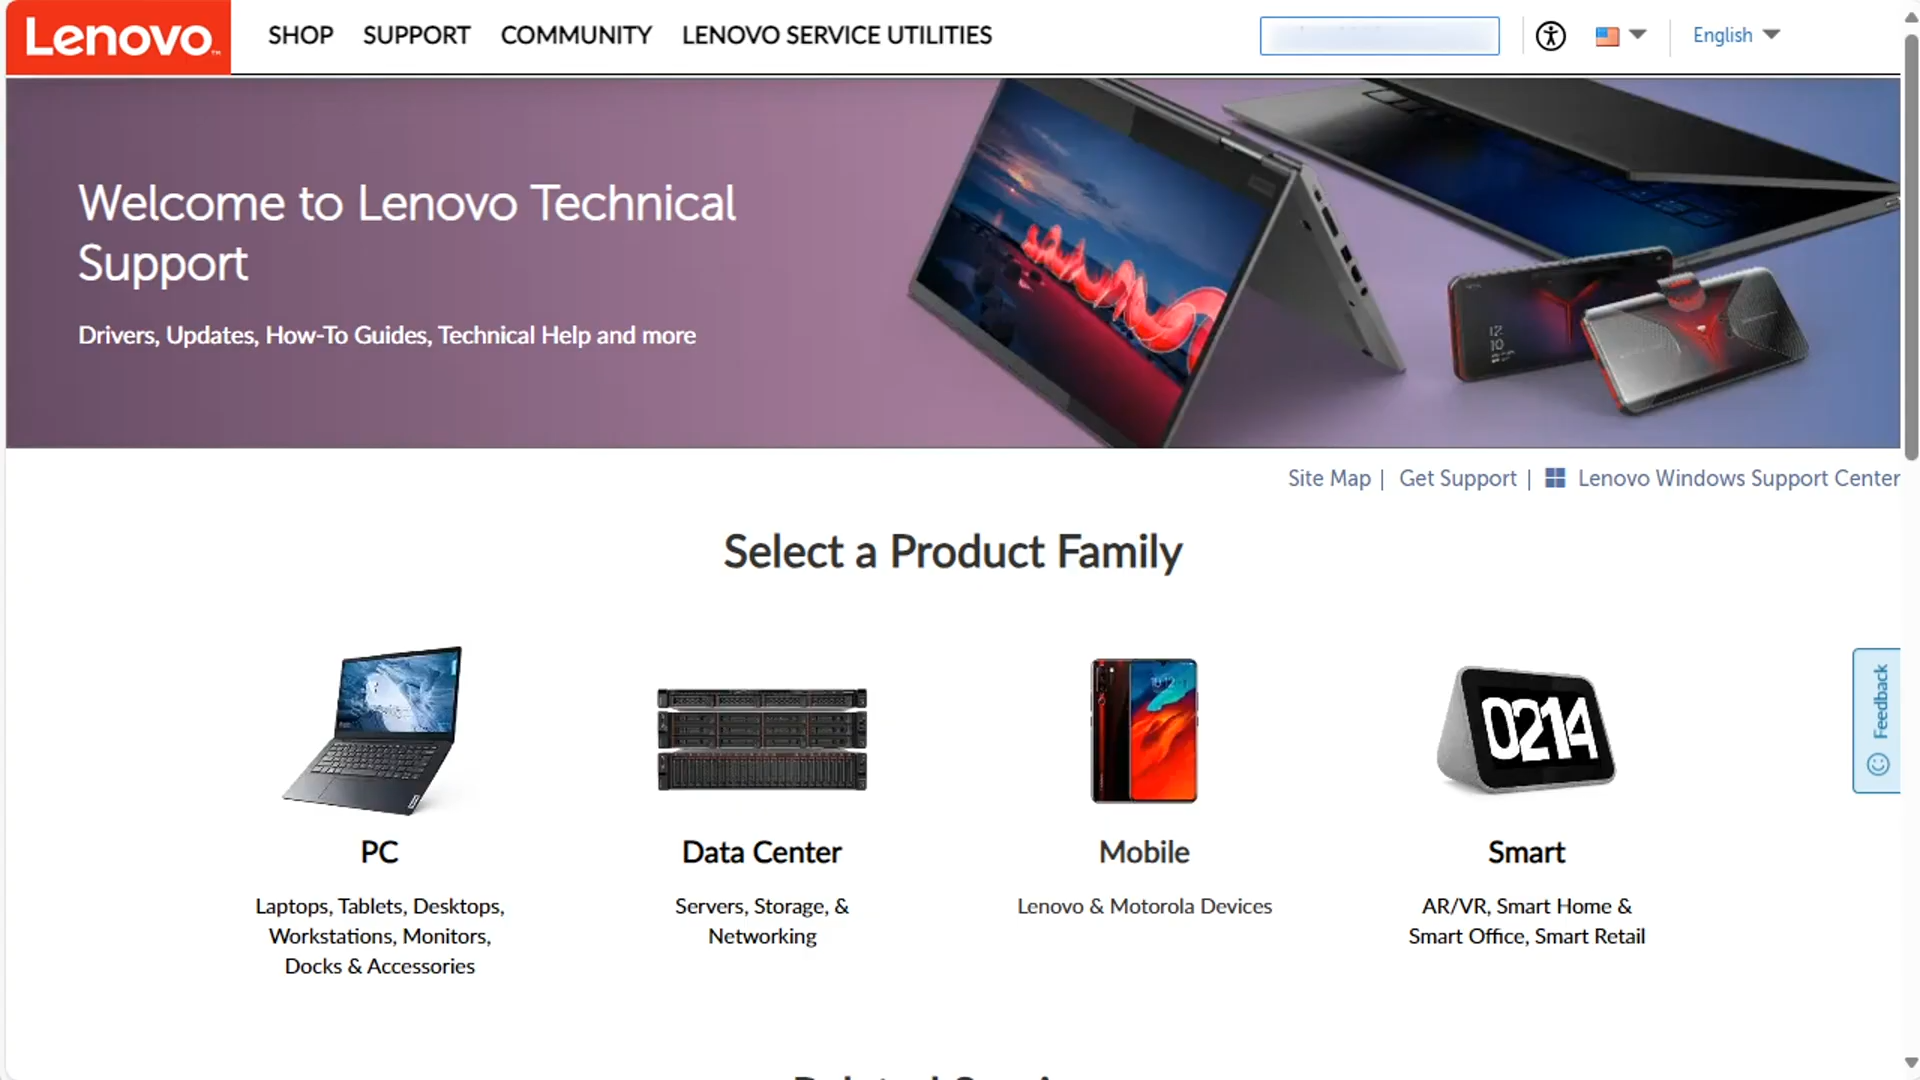 Lenovo™
SHOP SUPPORT COMMUNITY LENOVO SERVICE UTILITIES
English
Welcome to Lenovo Technical
Support
Drivers, Updates, How-To Guides, Technical Help and more
Site Map | Get Support | Lenovo Windows Support Center
Select a Product Family
0214
PC
Laptops, Tablets, Desktops,
Workstations, Monitors,
Docks & Accessories
Data Center
Servers, Storage, &
Networking
Mobile
Lenovo & Motorola Devices
Smart
AR/VR, Smart Home &
Smart Office, Smart Retail
Feedback